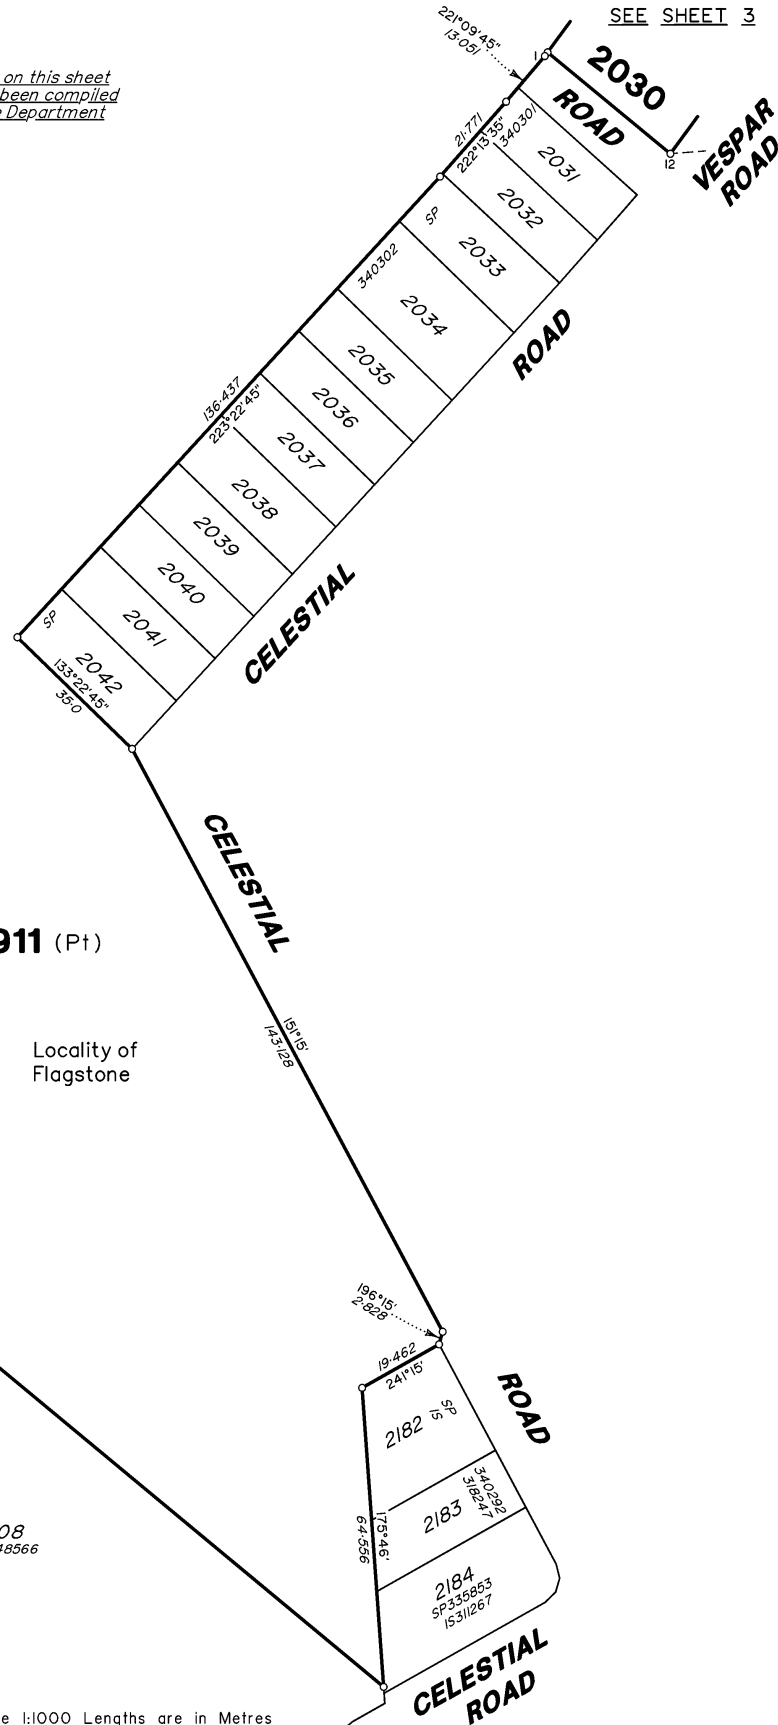 SEE SHEET 3
on this sheet
been compiled
Department
221°09'45"
13·051
1
2030
ROAD
12
VESPAR
ROAD
21·771
222°13'35"
340301
2031
2032
SP
2033
340302
2034
ROAD
2035
136·437
223°22'45"
2036
2037
2038
2039
2040
2041
SP
2042
CELESTIAL
133°22'45"
35·0
CELESTIAL
911 (Pt)
151°15'
143·128
Locality of
Flagstone
196°15'
2·828
19·462
241°15'
ROAD
2182
SP
IS
2183
340292
318247
175°46'
64·556
2184
SP335853
IS311267
08
48566
CELESTIAL
ROAD
e 1:1000 Lengths are in Metres